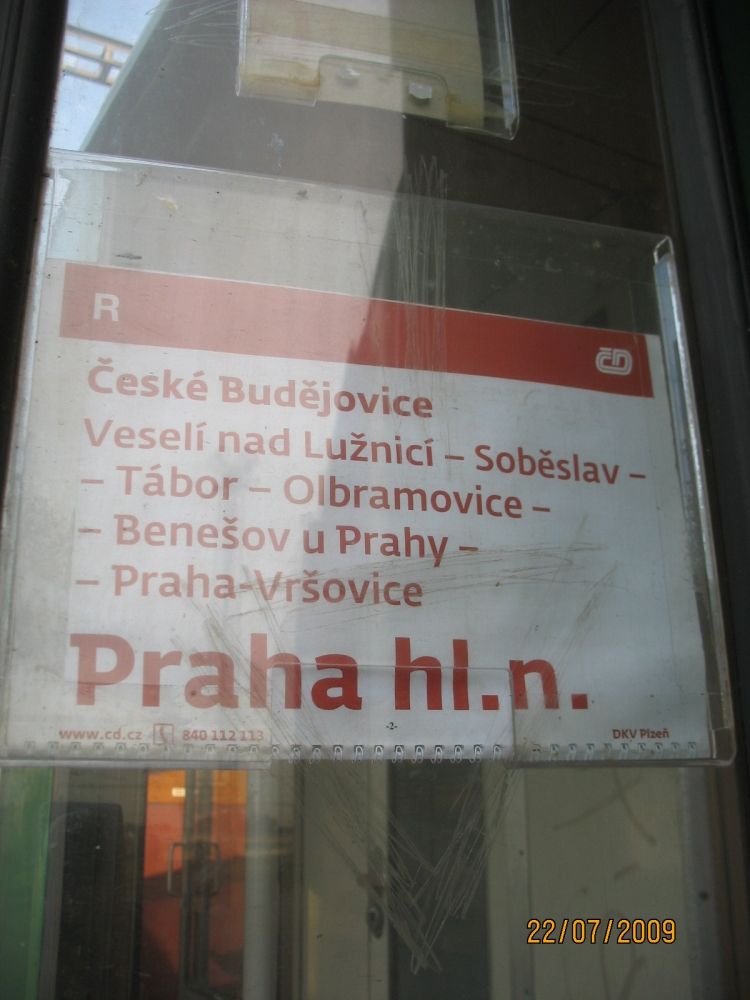 R
ČD
České Budějovice
Veselí nad Lužnicí – Soběslav –
– Tábor – Olbramovice –
– Benešov u Prahy –
– Praha-Vršovice
Praha hl.n.
www.cd.cz 840 112 113 -2- DKV Plzeň
22/07/2009